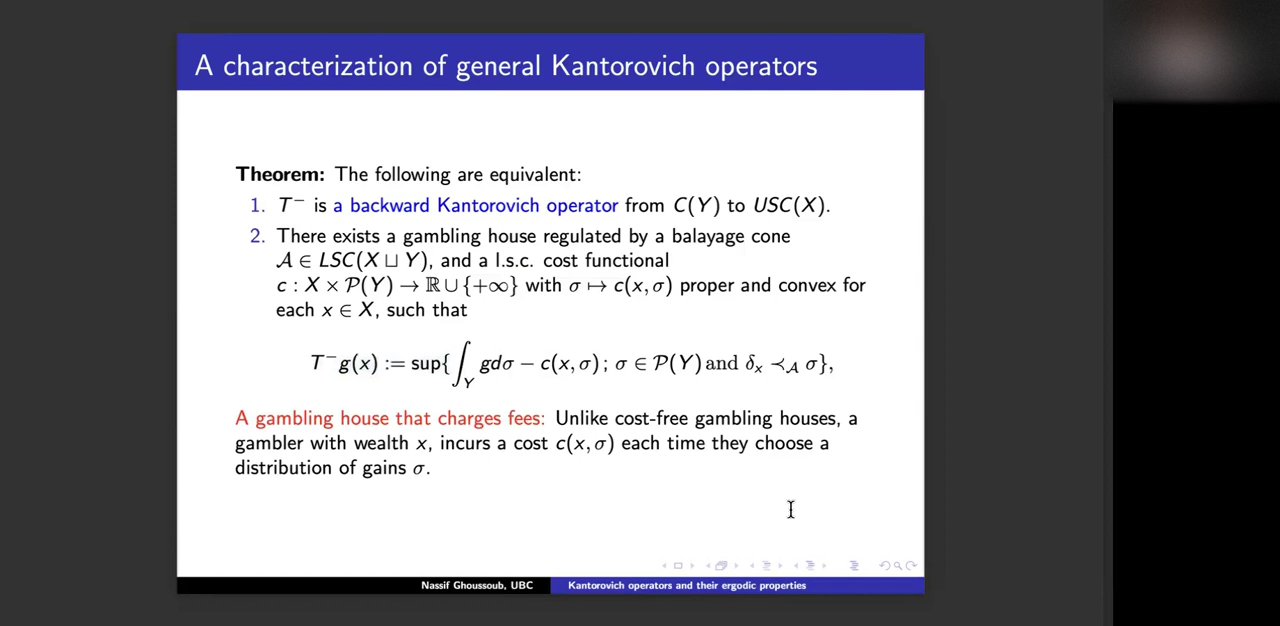 A characterization of general Kantorovich operators
Theorem: The following are equivalent:
1. T⁻ is a backward Kantorovich operator from C(Y) to USC(X).
2. There exists a gambling house regulated by a balayage cone
𝒜 ∈ LSC(X ⊔ Y), and a l.s.c. cost functional
c : X × 𝒫(Y) → ℝ ∪ {+∞} with σ ↦ c(x, σ) proper and convex for
each x ∈ X, such that
T⁻g(x) := sup{∫_Y gdσ − c(x, σ); σ ∈ 𝒫(Y) and δₓ ≺_𝒜 σ},
A gambling house that charges fees: Unlike cost-free gambling houses, a
gambler with wealth x, incurs a cost c(x, σ) each time they choose a
distribution of gains σ.
Nassif Ghoussoub, UBC
Kantorovich operators and their ergodic properties